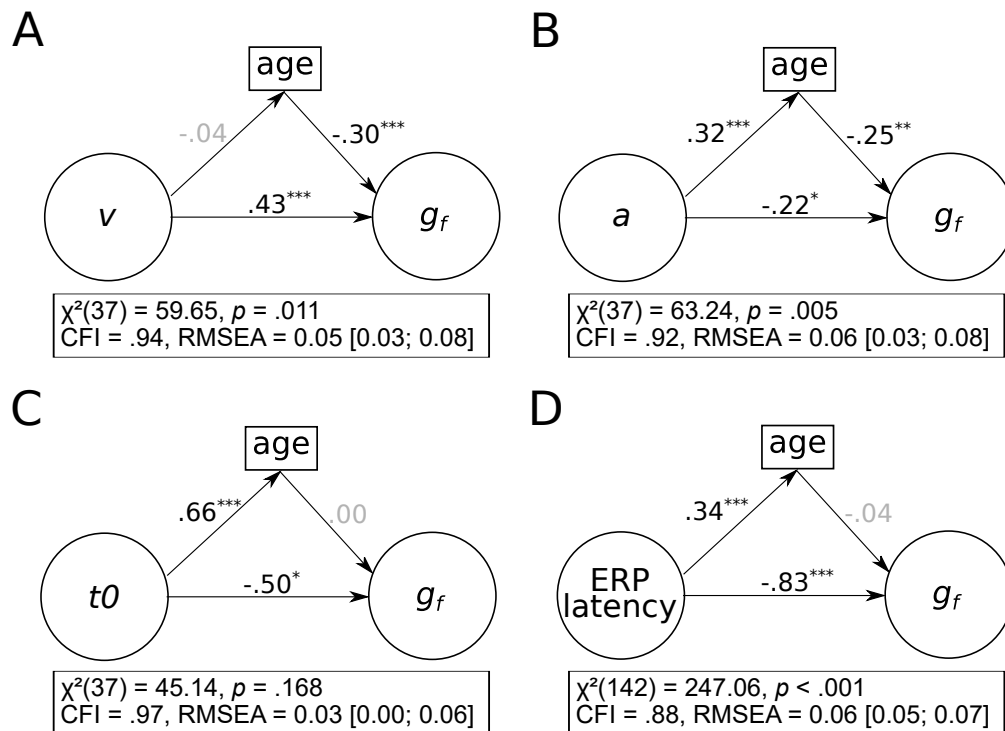 A
age
-.04
-.30***
v
.43***
gf
χ²(37) = 59.65, p = .011
CFI = .94, RMSEA = 0.05 [0.03; 0.08]
B
age
.32***
-.25**
a
-.22*
gf
χ²(37) = 63.24, p = .005
CFI = .92, RMSEA = 0.06 [0.03; 0.08]
C
age
.66***
.00
t0
-.50*
gf
χ²(37) = 45.14, p = .168
CFI = .97, RMSEA = 0.03 [0.00; 0.06]
D
age
.34***
-.04
ERP
latency
-.83***
gf
χ²(142) = 247.06, p < .001
CFI = .88, RMSEA = 0.06 [0.05; 0.07]